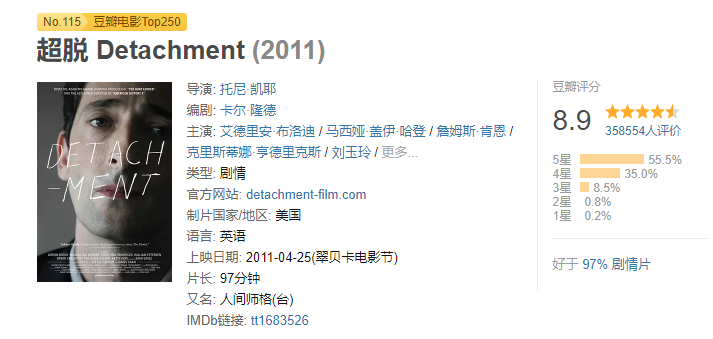 No.115 豆瓣电影Top250
超脱 Detachment (2011)
DETACH
-MENT
导演: 托尼·凯耶
编剧: 卡尔·隆德
主演: 艾德里安·布洛迪 / 马西娅·盖伊·哈登 / 詹姆斯·肯恩 /
克里斯蒂娜·亨德里克斯 / 刘玉玲 / 更多...
类型: 剧情
官方网站: detachment-film.com
制片国家/地区: 美国
语言: 英语
上映日期: 2011-04-25(翠贝卡电影节)
片长: 97分钟
又名: 人间师格(台)
IMDb链接: tt1683526
豆瓣评分
8.9
358554人评价
5星 55.5%
4星 35.0%
3星 8.5%
2星 0.8%
1星 0.2%
好于 97% 剧情片